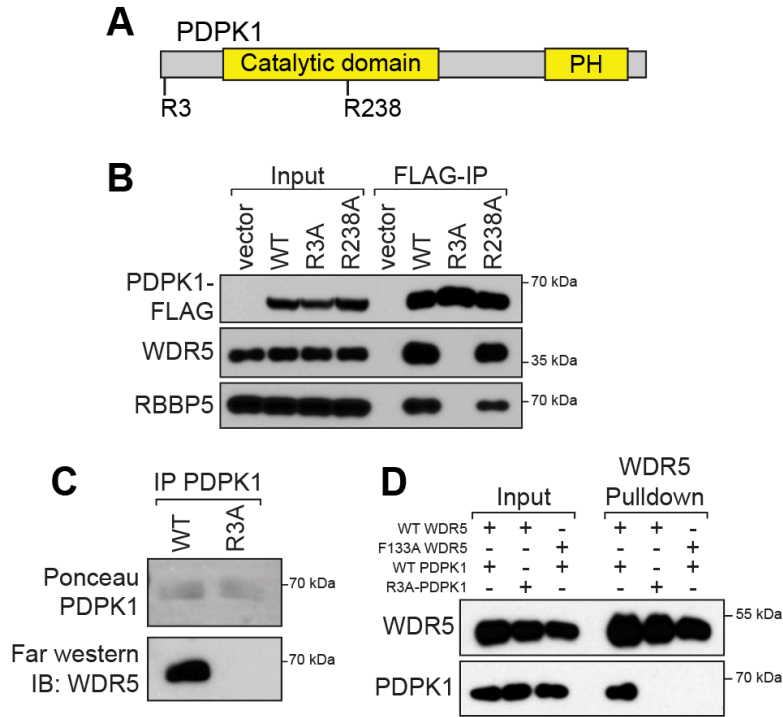 A
PDPK1
Catalytic domain
PH
R3
R238
B
Input
FLAG-IP
vector
WT
R3A
R238A
vector
WT
R3A
R238A
PDPK1-
FLAG
70 kDa
WDR5
35 kDa
RBBP5
70 kDa
C
IP PDPK1
WT
R3A
Ponceau
PDPK1
70 kDa
Far western
IB: WDR5
70 kDa
D
Input
WDR5
Pulldown
WT WDR5 + + - + + -
F133A WDR5 - - + - - +
WT PDPK1 + - + + - +
R3A-PDPK1 - + - - + -
WDR5
55 kDa
PDPK1
70 kDa